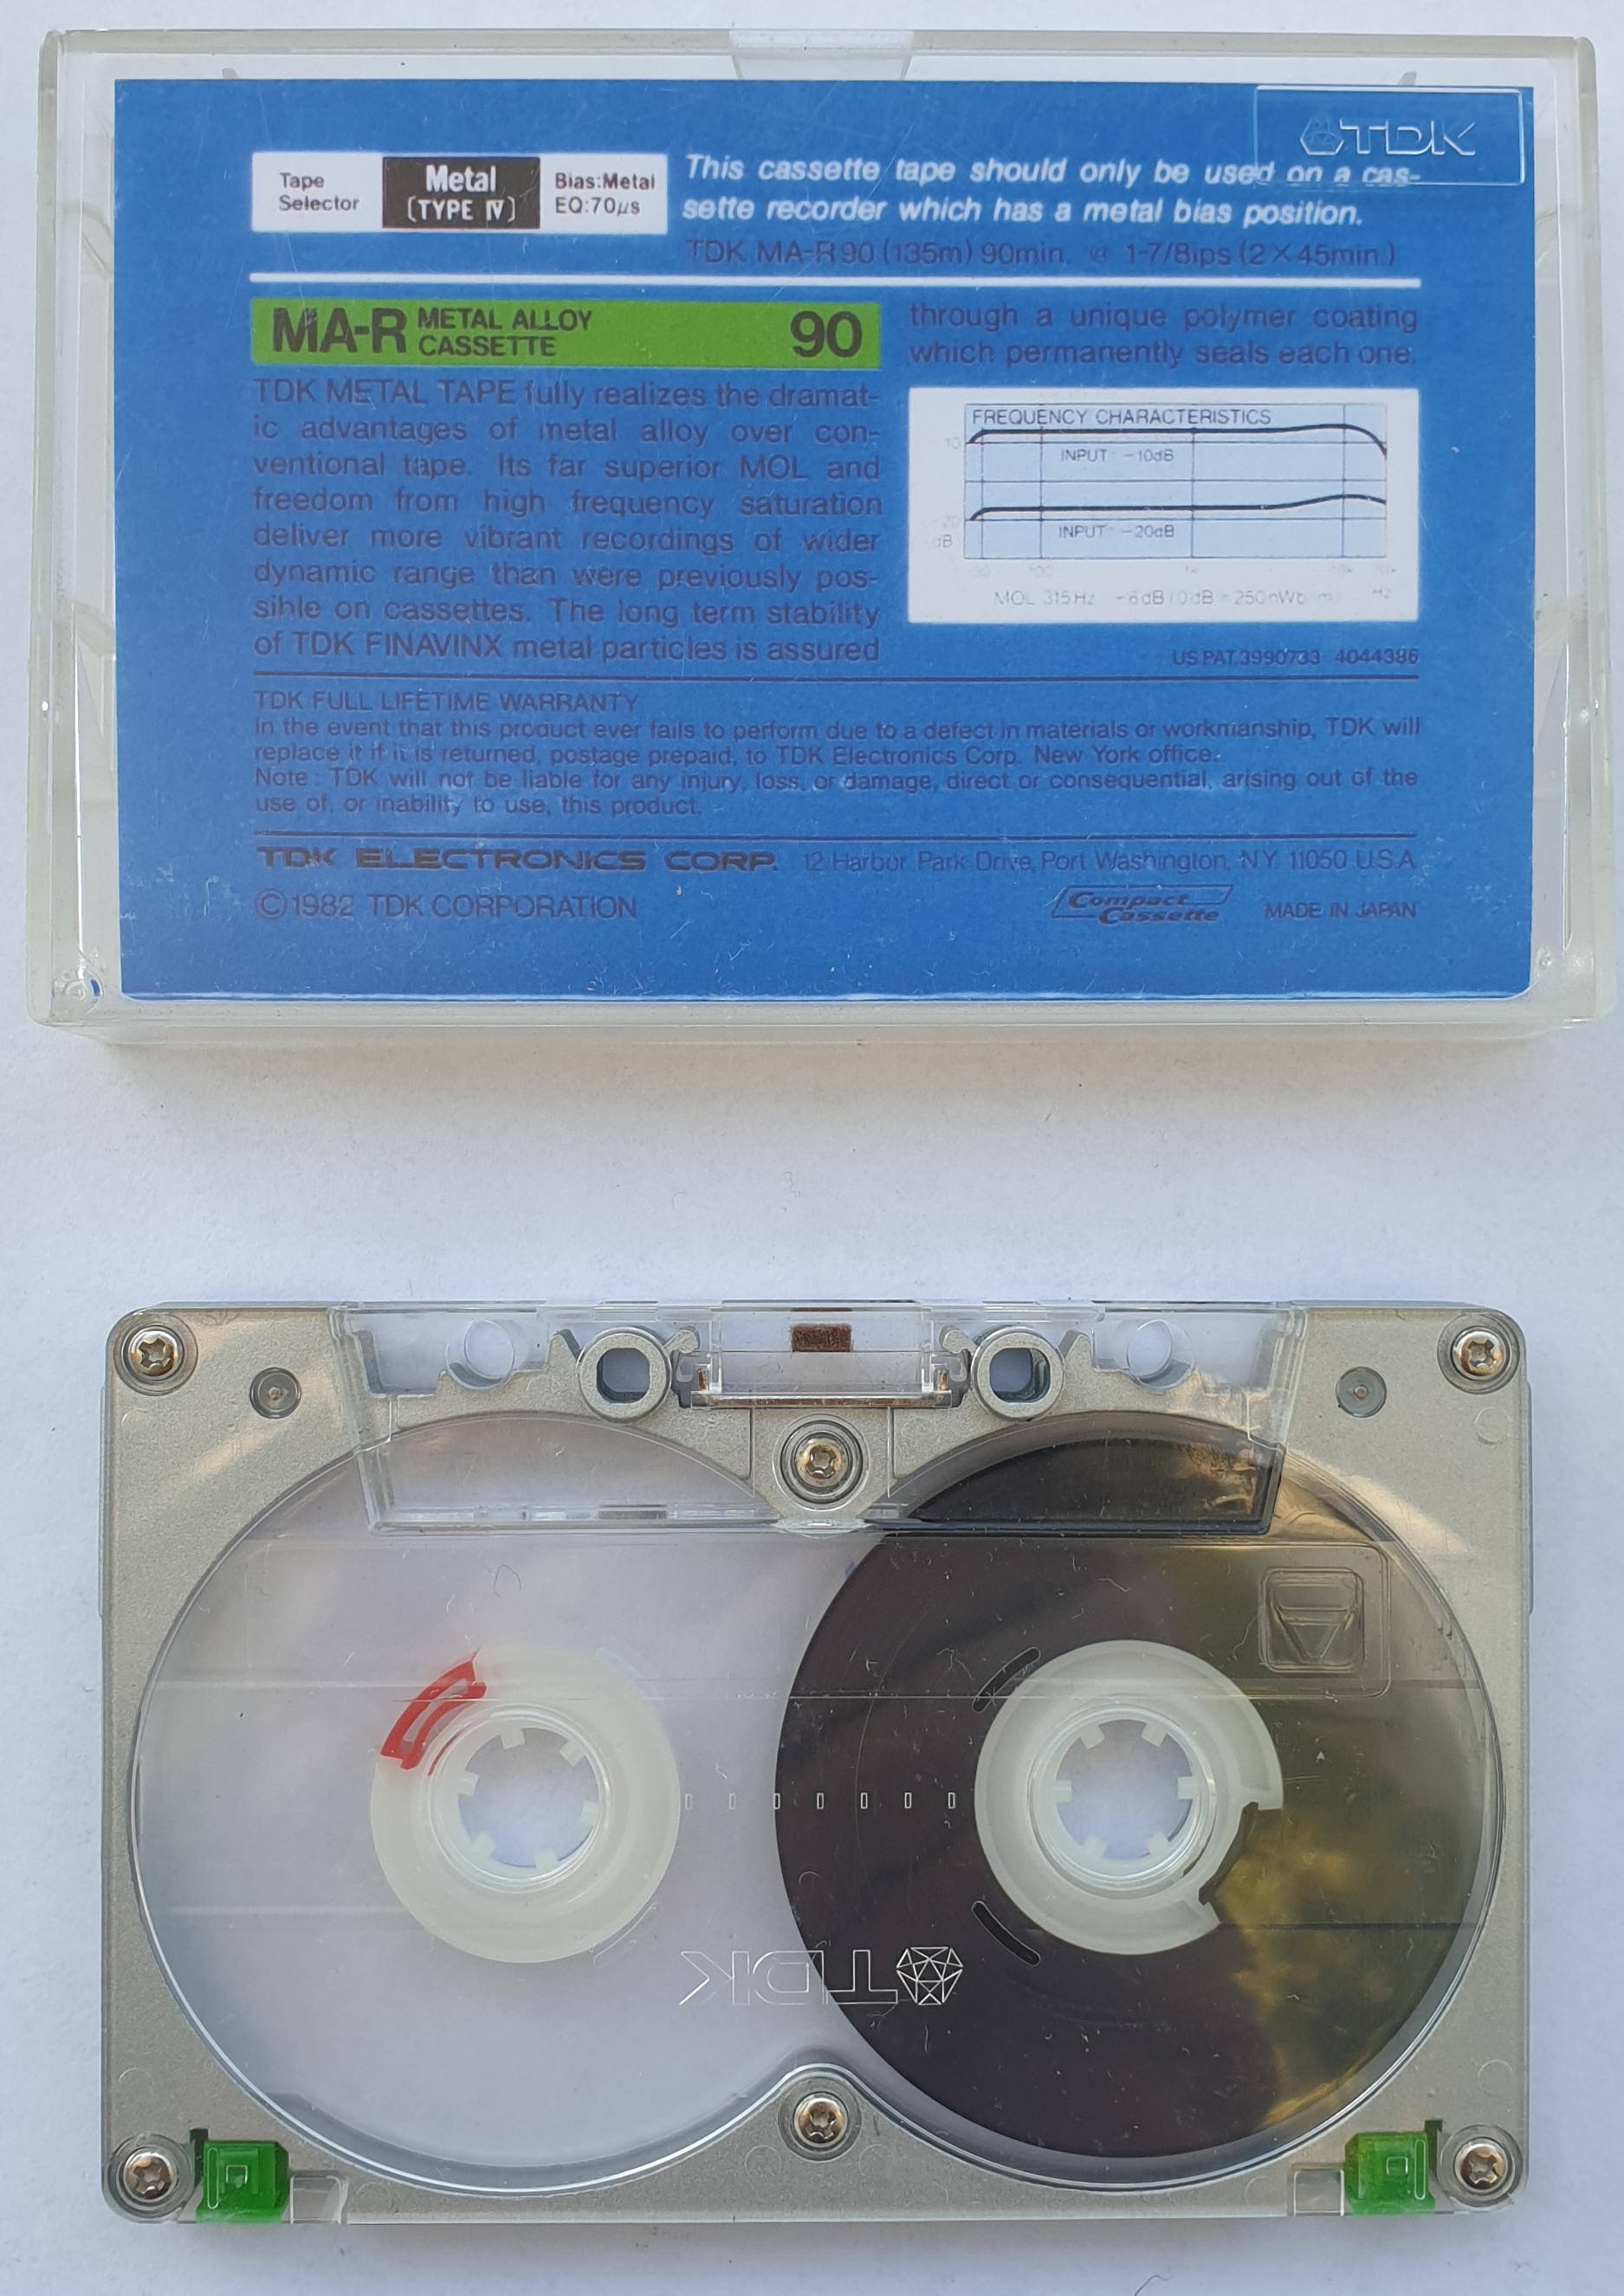 TDK
Tape
Selector
Metal
(TYPE IV)
Bias:Metal
EQ:70μs
This cassette tape should only be used on a cas-
sette recorder which has a metal bias position.
TDK MA-R 90 (135m) 90min. @ 1-7/8ips (2×45min.)
MA-R METAL ALLOY
CASSETTE
90
TDK METAL TAPE fully realizes the dramat-
ic advantages of metal alloy over con-
ventional tape. Its far superior MOL and
freedom from high frequency saturation
deliver more vibrant recordings of wider
dynamic range than were previously pos-
sible on cassettes. The long term stability
of TDK FINAVINX metal particles is assured
through a unique polymer coating
which permanently seals each one.
FREQUENCY CHARACTERISTICS
10
INPUT -10dB
-20
INPUT -20dB
dB
MOL 315Hz -6dB (0dB=250nWb/m)
Hz
US.PAT.3990733 4044386
TDK FULL LIFETIME WARRANTY
In the event that this product ever fails to perform due to a defect in materials or workmanship, TDK will
replace it if it is returned, postage prepaid, to TDK Electronics Corp. New York office.
Note: TDK will not be liable for any injury, loss, or damage, direct or consequential, arising out of the
use of, or inability to use, this product.
TDK ELECTRONICS CORP. 12 Harbor Park Drive, Port Washington, N.Y. 11050 U.S.A.
©1982 TDK CORPORATION
Compact
Cassette
MADE IN JAPAN
TDK